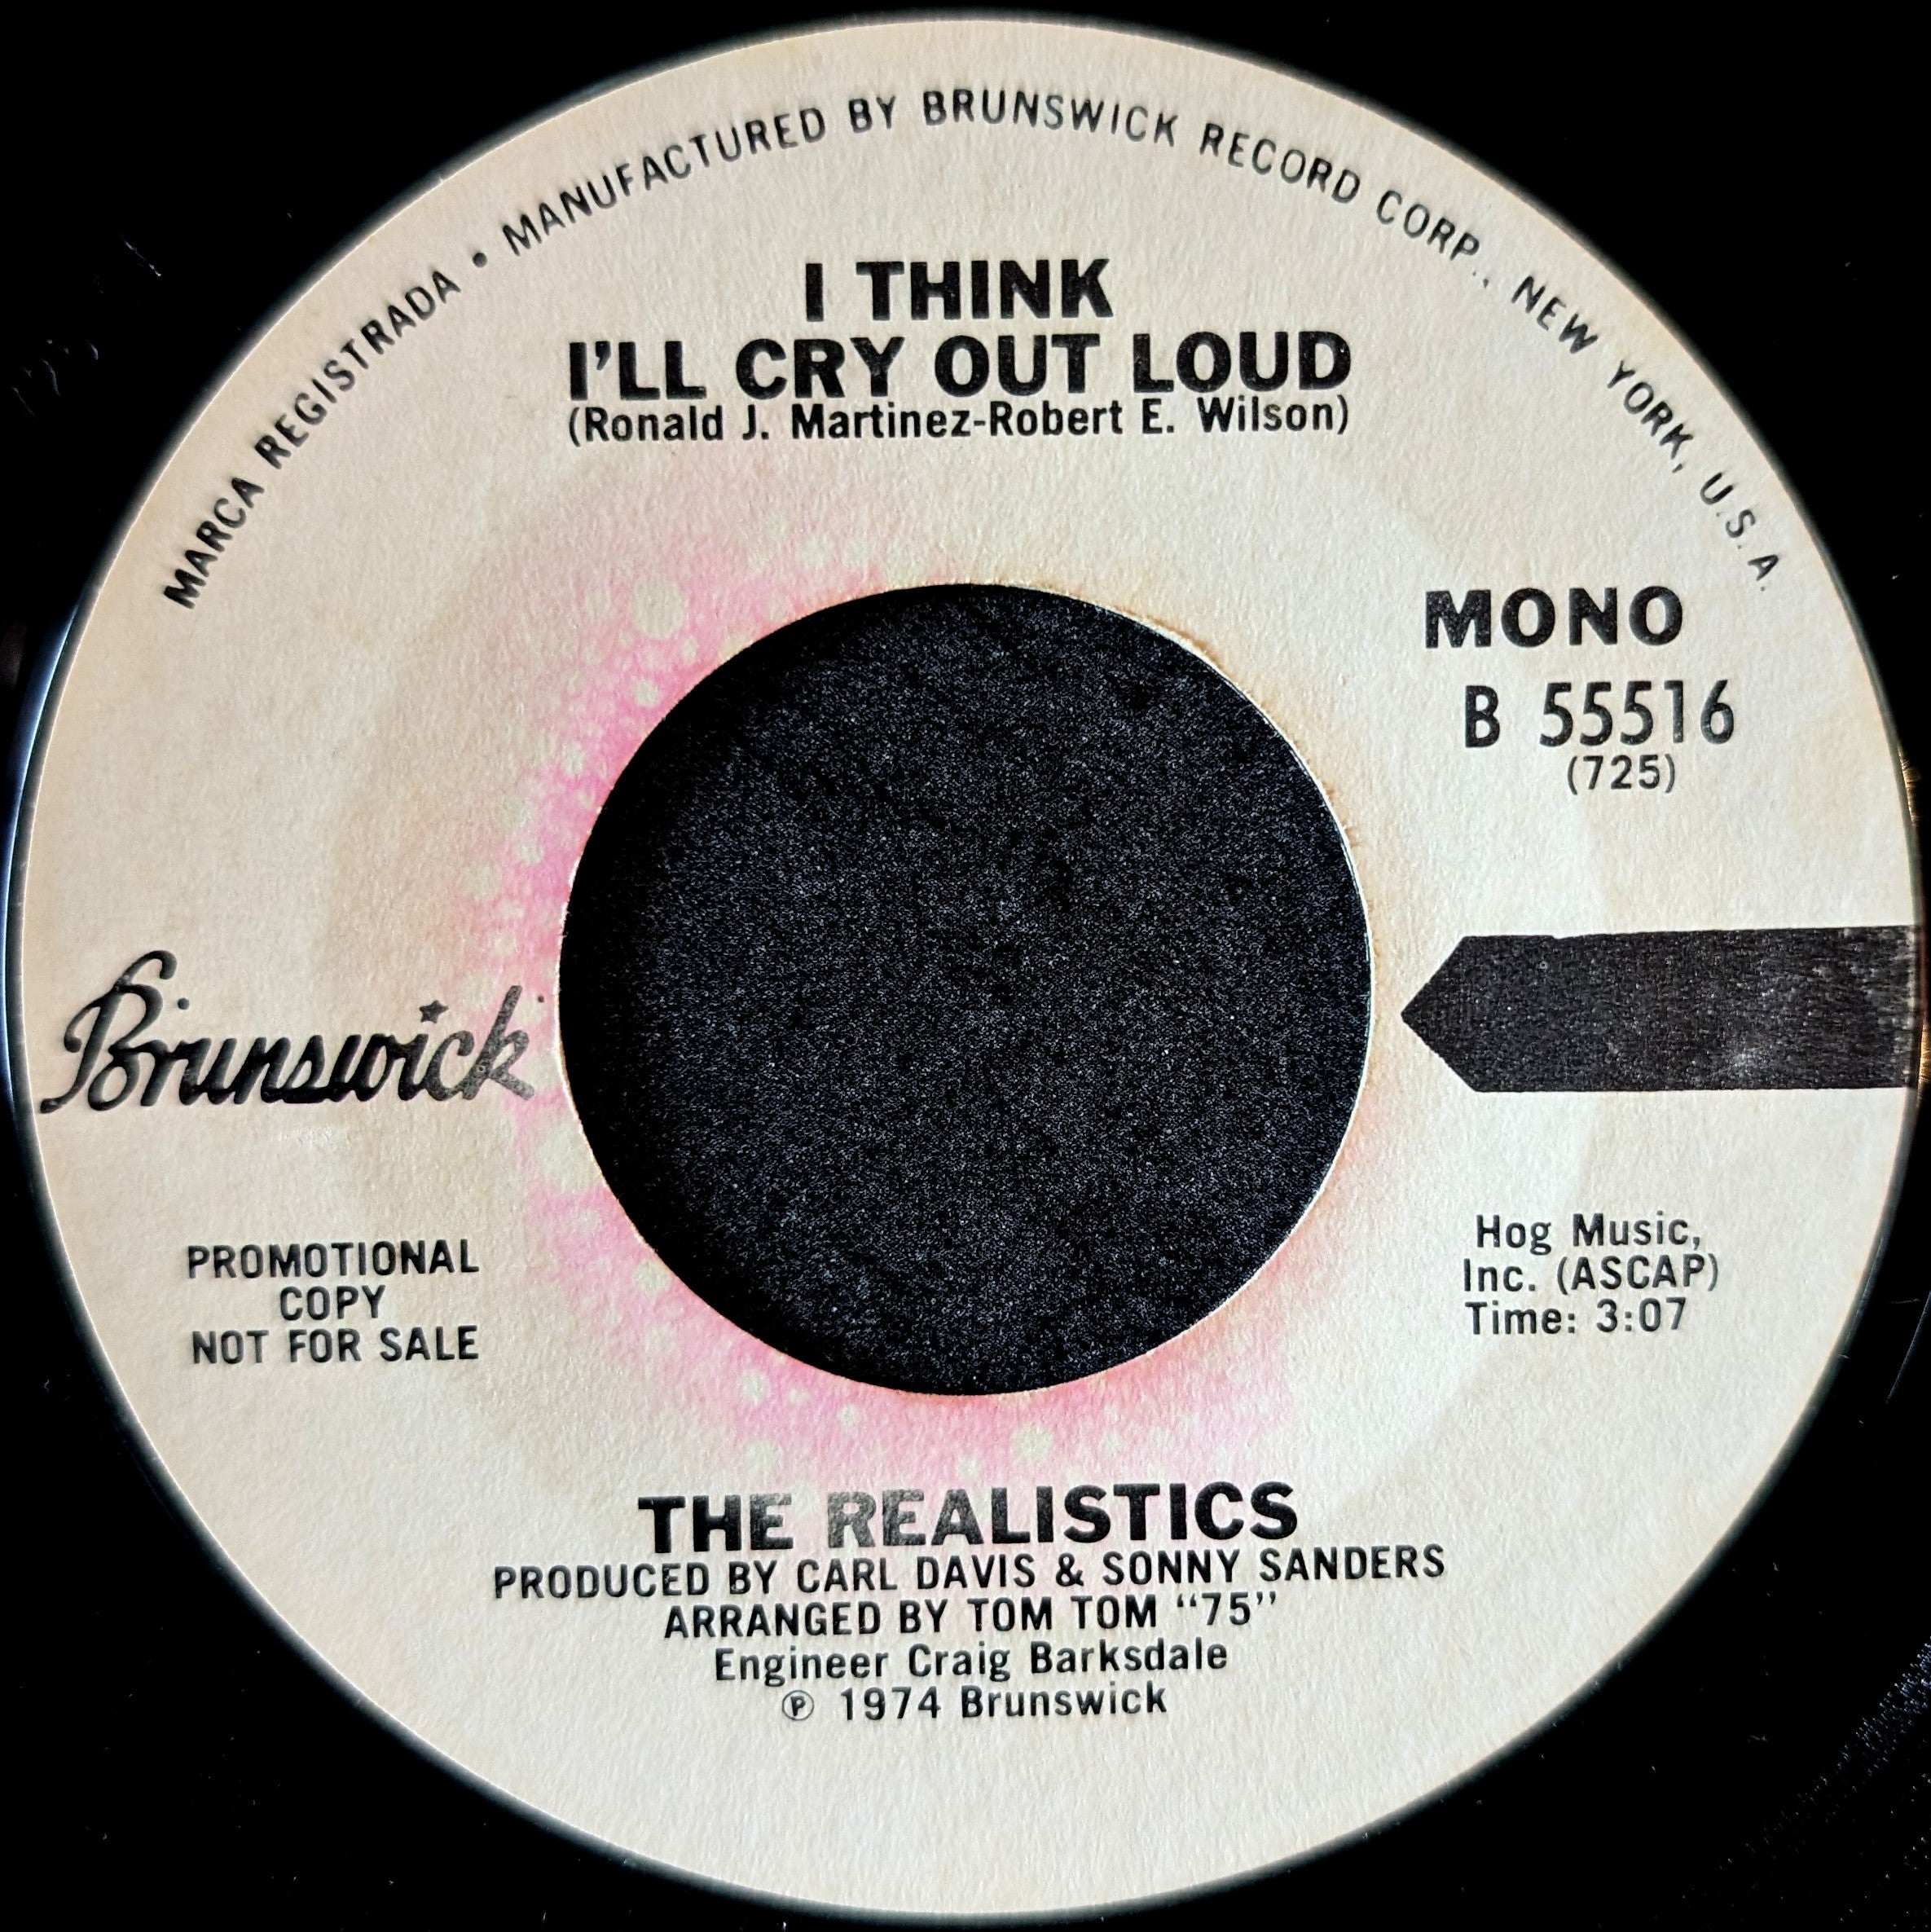 MARCA REGISTRADA • MANUFACTURED BY BRUNSWICK RECORD CORP., NEW YORK, U.S.A.
I THINK
I'LL CRY OUT LOUD
(Ronald J. Martinez-Robert E. Wilson)
MONO
B 55516
(725)
Brunswick
PROMOTIONAL
COPY
NOT FOR SALE
Hog Music,
Inc. (ASCAP)
Time: 3:07
THE REALISTICS
PRODUCED BY CARL DAVIS & SONNY SANDERS
ARRANGED BY TOM TOM "75"
Engineer Craig Barksdale
℗ 1974 Brunswick